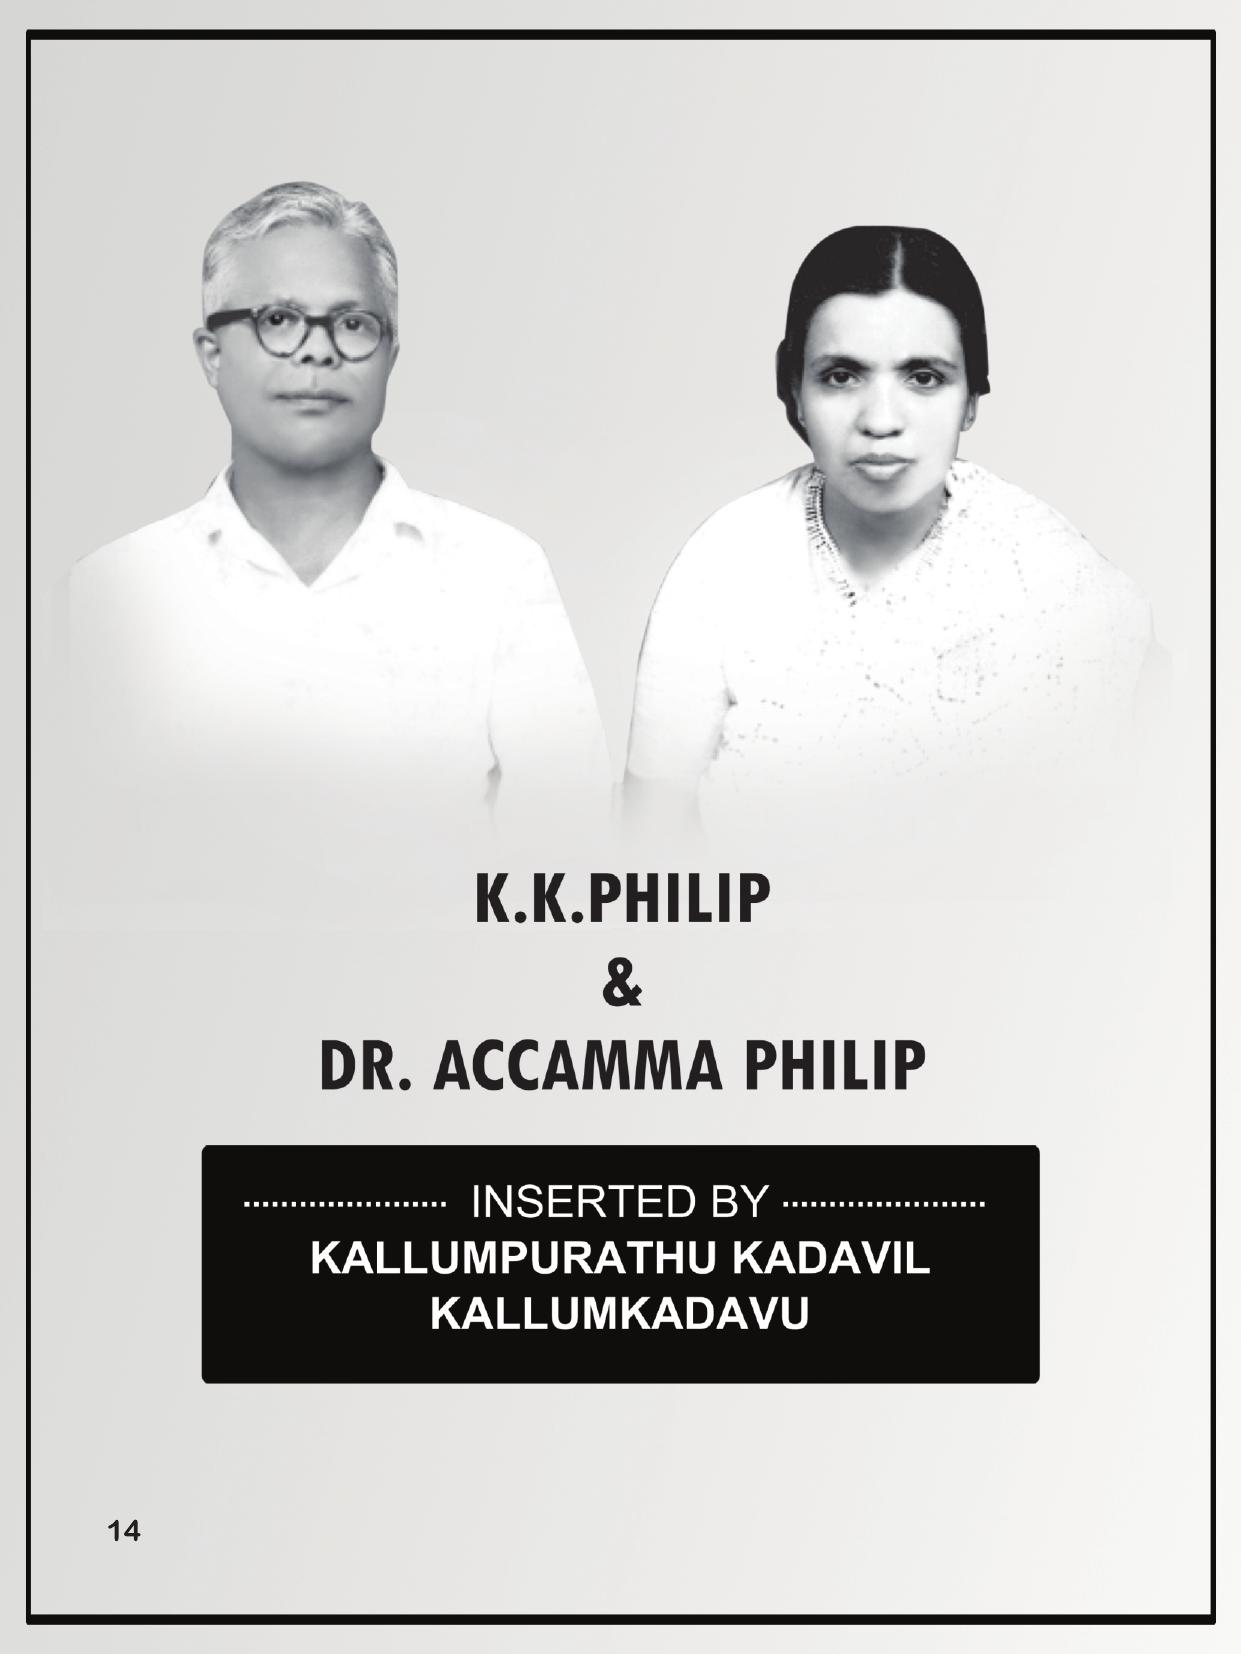 K.K.PHILIP
&
DR. ACCAMMA PHILIP
INSERTED BY
KALLUMPURATHU KADAVIL
KALLUMKADAVU
14